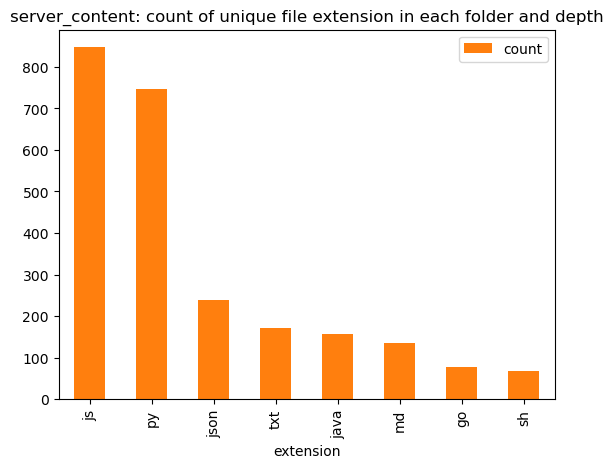 server_content: count of unique file extension in each folder and depth
count
800
700
600
500
400
300
200
100
0
js
py
json
txt
java
md
go
sh
extension